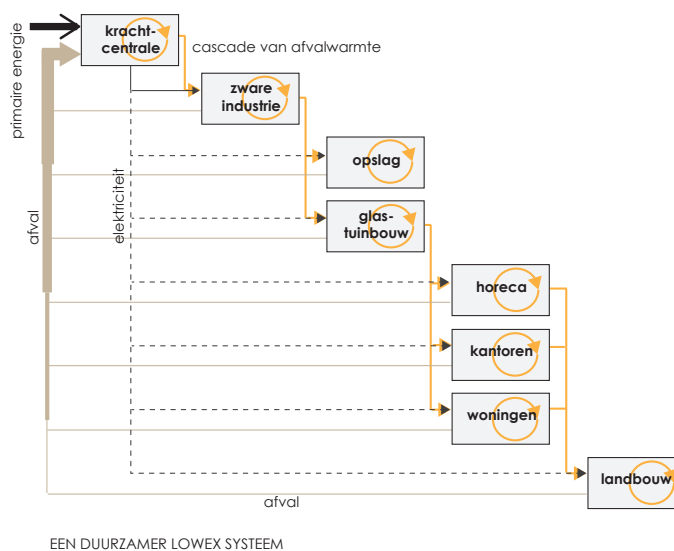 primaire energie
kracht-
centrale
cascade van afvalwarmte
zware
industrie
opslag
elektriciteit
afval
glas-
tuinbouw
horeca
kantoren
woningen
landbouw
afval
EEN DUURZAMER LOWEX SYSTEEM